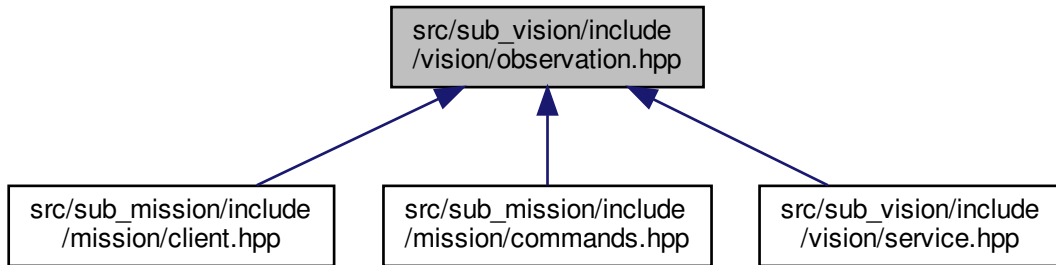 src/sub_vision/include
/vision/observation.hpp
src/sub_mission/include
/mission/client.hpp
src/sub_mission/include
/mission/commands.hpp
src/sub_vision/include
/vision/service.hpp